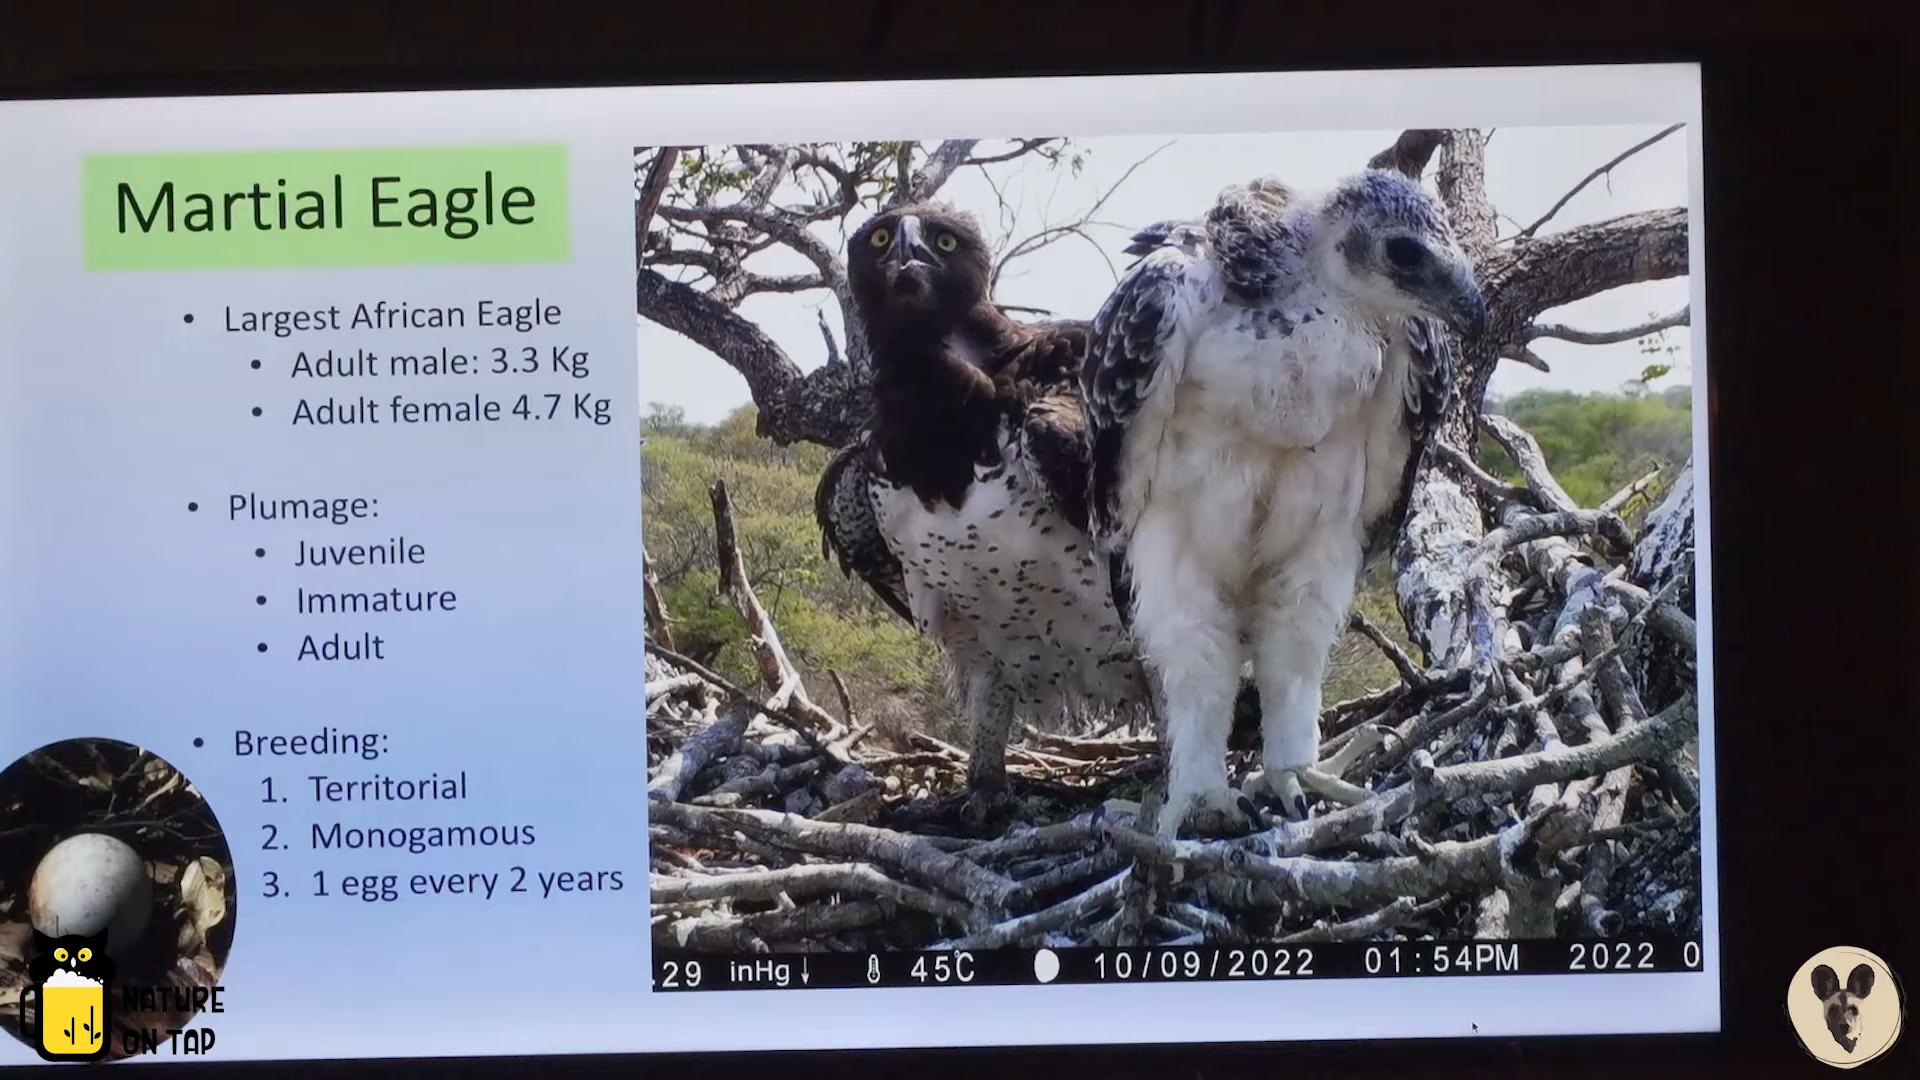 Martial Eagle
• Largest African Eagle
• Adult male: 3.3 Kg
• Adult female 4.7 Kg
• Plumage:
• Juvenile
• Immature
• Adult
• Breeding:
1. Territorial
2. Monogamous
3. 1 egg every 2 years
.29 inHg↓ 45°C 10/09/2022 01:54PM 2022 0
NATURE
ON TAP